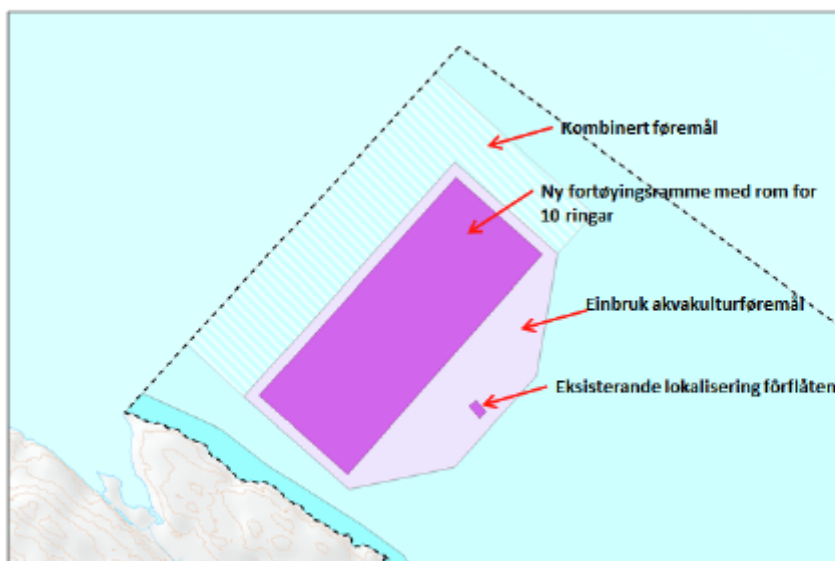 Kombinert føremål
Ny fortøyingsramme med rom for
10 ringar
Einbruk akvakulturføremål
Eksisterande lokalisering fôrflåten